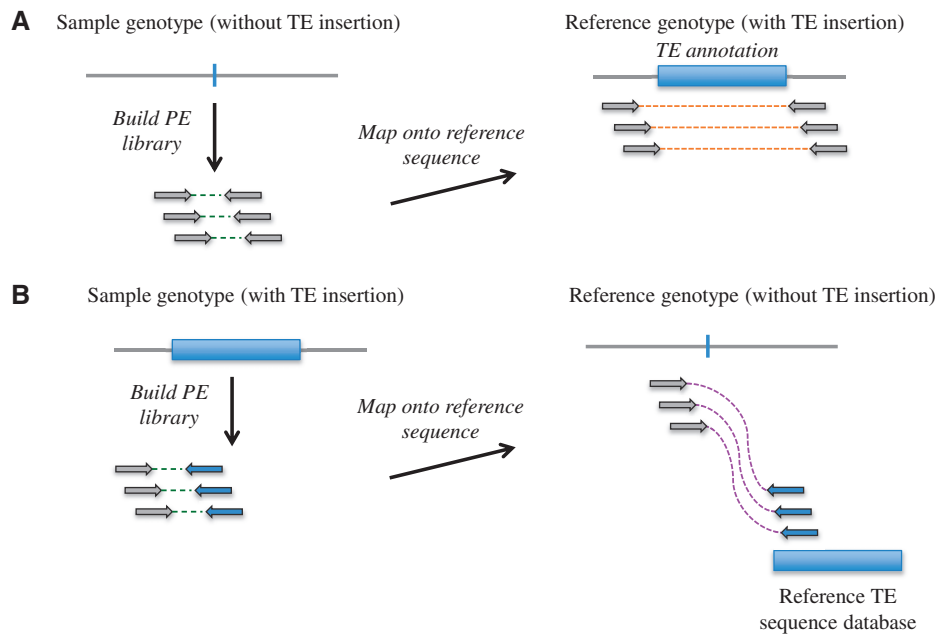 A
Sample genotype (without TE insertion)
Reference genotype (with TE insertion)
TE annotation
Build PE
library
Map onto reference
sequence
B
Sample genotype (with TE insertion)
Reference genotype (without TE insertion)
Build PE
library
Map onto reference
sequence
Reference TE
sequence database